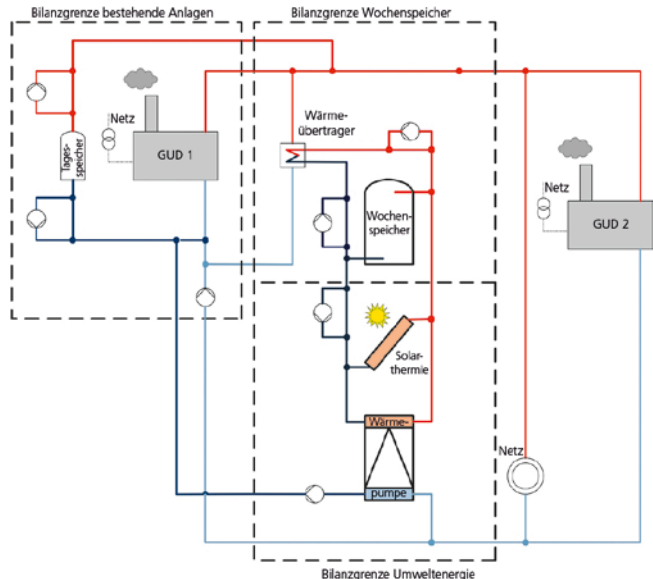 Bilanzgrenze bestehende Anlagen
Bilanzgrenze Wochenspeicher
Netz
GUD 1
Tages-
speicher
Wärme-
übertrager
Wochen-
speicher
Netz
GUD 2
Solar-
thermie
Wärme-
pumpe
Netz
Bilanzgrenze Umweltenergie